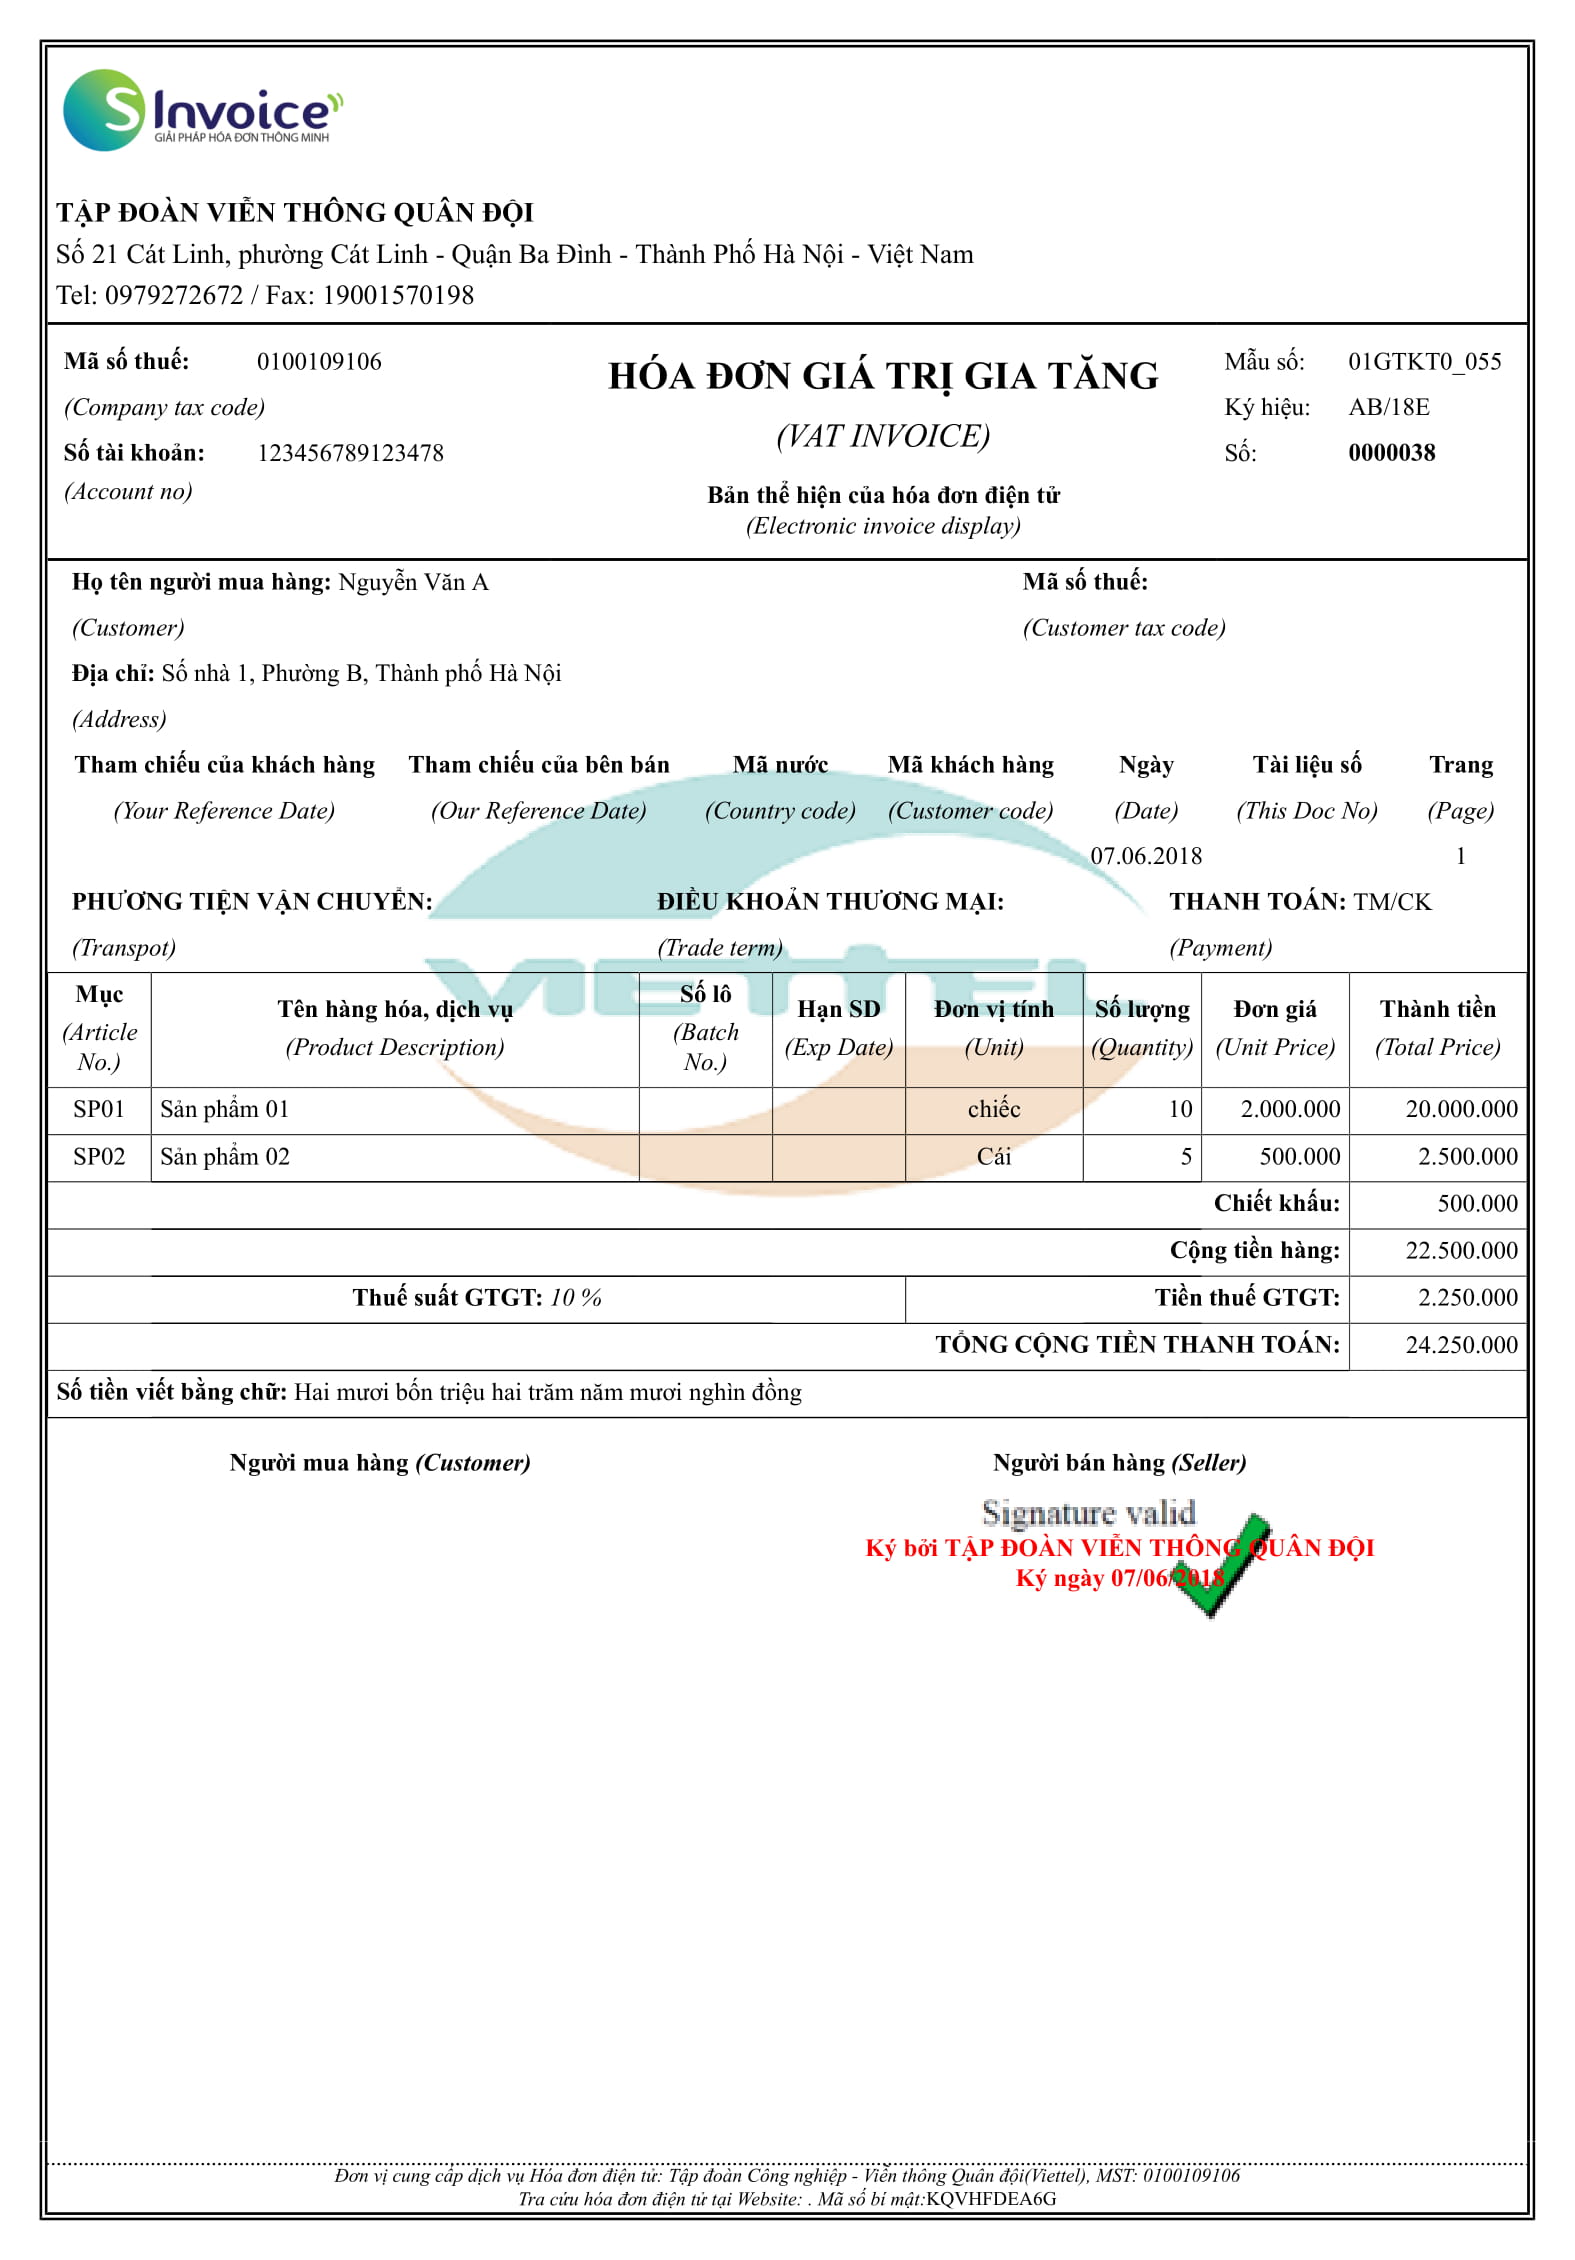 S Invoice
GIẢI PHÁP HÓA ĐƠN THÔNG MINH
TẬP ĐOÀN VIỄN THÔNG QUÂN ĐỘI
Số 21 Cát Linh, phường Cát Linh - Quận Ba Đình - Thành Phố Hà Nội - Việt Nam
Tel: 0979272672 / Fax: 19001570198
Mã số thuế: 0100109106
(Company tax code)
Số tài khoản: 123456789123478
(Account no)
HÓA ĐƠN GIÁ TRỊ GIA TĂNG
(VAT INVOICE)
Bản thể hiện của hóa đơn điện tử
(Electronic invoice display)
Mẫu số: 01GTKT0_055
Ký hiệu: AB/18E
Số: 0000038
Họ tên người mua hàng: Nguyễn Văn A
(Customer)
Mã số thuế:
(Customer tax code)
Địa chỉ: Số nhà 1, Phường B, Thành phố Hà Nội
(Address)
Tham chiếu của khách hàng Tham chiếu của bên bán Mã nước Mã khách hàng Ngày Tài liệu số Trang
(Your Reference Date) (Our Reference Date) (Country code) (Customer code) (Date) (This Doc No) (Page)
07.06.2018 1
PHƯƠNG TIỆN VẬN CHUYỂN: ĐIỀU KHOẢN THƯƠNG MẠI: THANH TOÁN: TM/CK
(Transpot) (Trade term) (Payment)
VIETTEL
Mục
(Article
No.)
Tên hàng hóa, dịch vụ
(Product Description)
Số lô
(Batch
No.)
Hạn SD
(Exp Date)
Đơn vị tính
(Unit)
Số lượng
(Quantity)
Đơn giá
(Unit Price)
Thành tiền
(Total Price)
SP01 Sản phẩm 01 chiếc 10 2.000.000 20.000.000
SP02 Sản phẩm 02 Cái 5 500.000 2.500.000
Chiết khấu: 500.000
Cộng tiền hàng: 22.500.000
Thuế suất GTGT: 10 % Tiền thuế GTGT: 2.250.000
TỔNG CỘNG TIỀN THANH TOÁN: 24.250.000
Số tiền viết bằng chữ: Hai mươi bốn triệu hai trăm năm mươi nghìn đồng
Người mua hàng (Customer) Người bán hàng (Seller)
Signature valid
Ký bởi TẬP ĐOÀN VIỄN THÔNG QUÂN ĐỘI
Ký ngày 07/06/2018
Đơn vị cung cấp dịch vụ Hóa đơn điện tử: Tập đoàn Công nghiệp - Viễn thông Quân đội(Viettel), MST: 0100109106
Tra cứu hóa đơn điện tử tại Website: . Mã số bí mật:KQVHFDEA6G